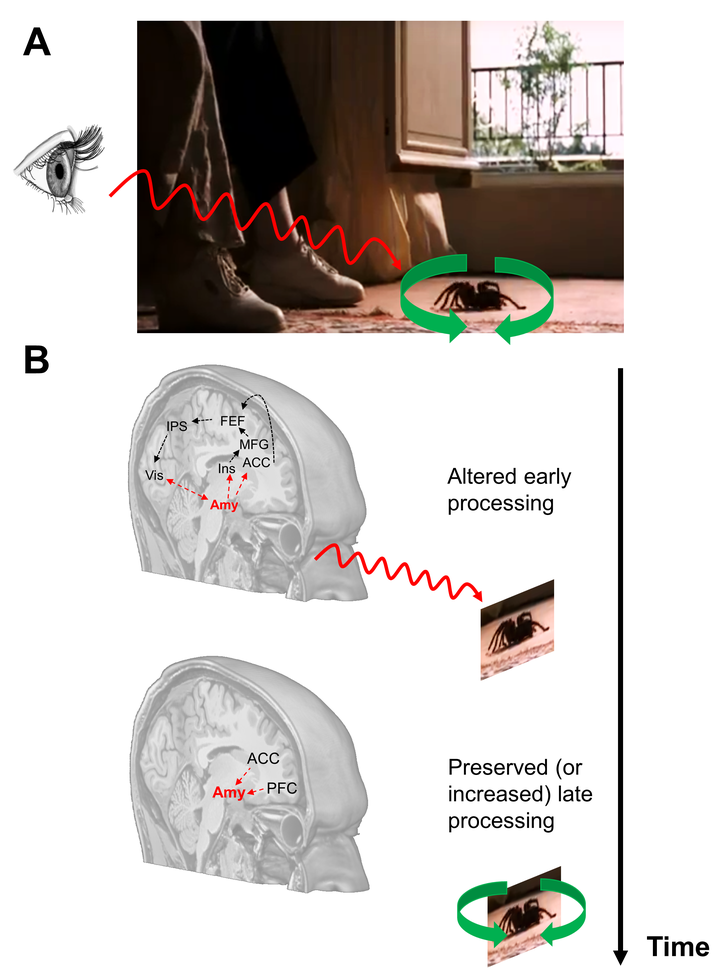 A
B
IPS
FEF
MFG
Vis
Ins
ACC
Amy
Altered early
processing
ACC
Amy
PFC
Preserved (or
increased) late
processing
Time